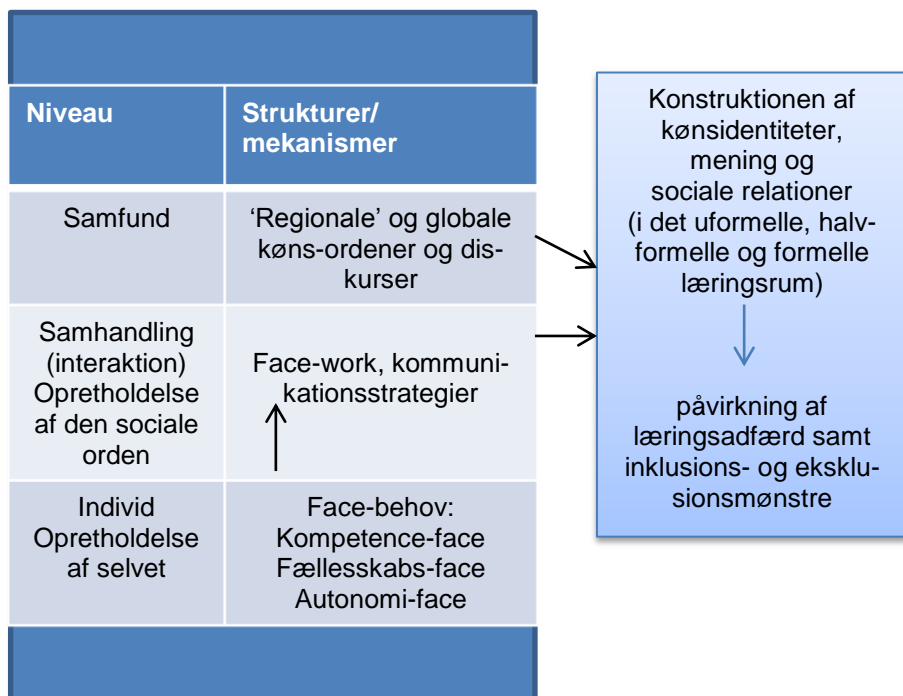 Niveau
Strukturer/
mekanismer
Samfund
‘Regionale’ og globale
køns-ordener og dis-
kurser
Samhandling
(interaktion)
Opretholdelse
af den sociale
orden
Face-work, kommuni-
kationsstrategier
Individ
Opretholdelse
af selvet
Face-behov:
Kompetence-face
Fællesskabs-face
Autonomi-face
Konstruktionen af
kønsidentiteter,
mening og
sociale relationer
(i det uformelle, halv-
formelle og formelle
læringsrum)
påvirkning af
læringsadfærd samt
inklusions- og eksklu-
sionsmønstre